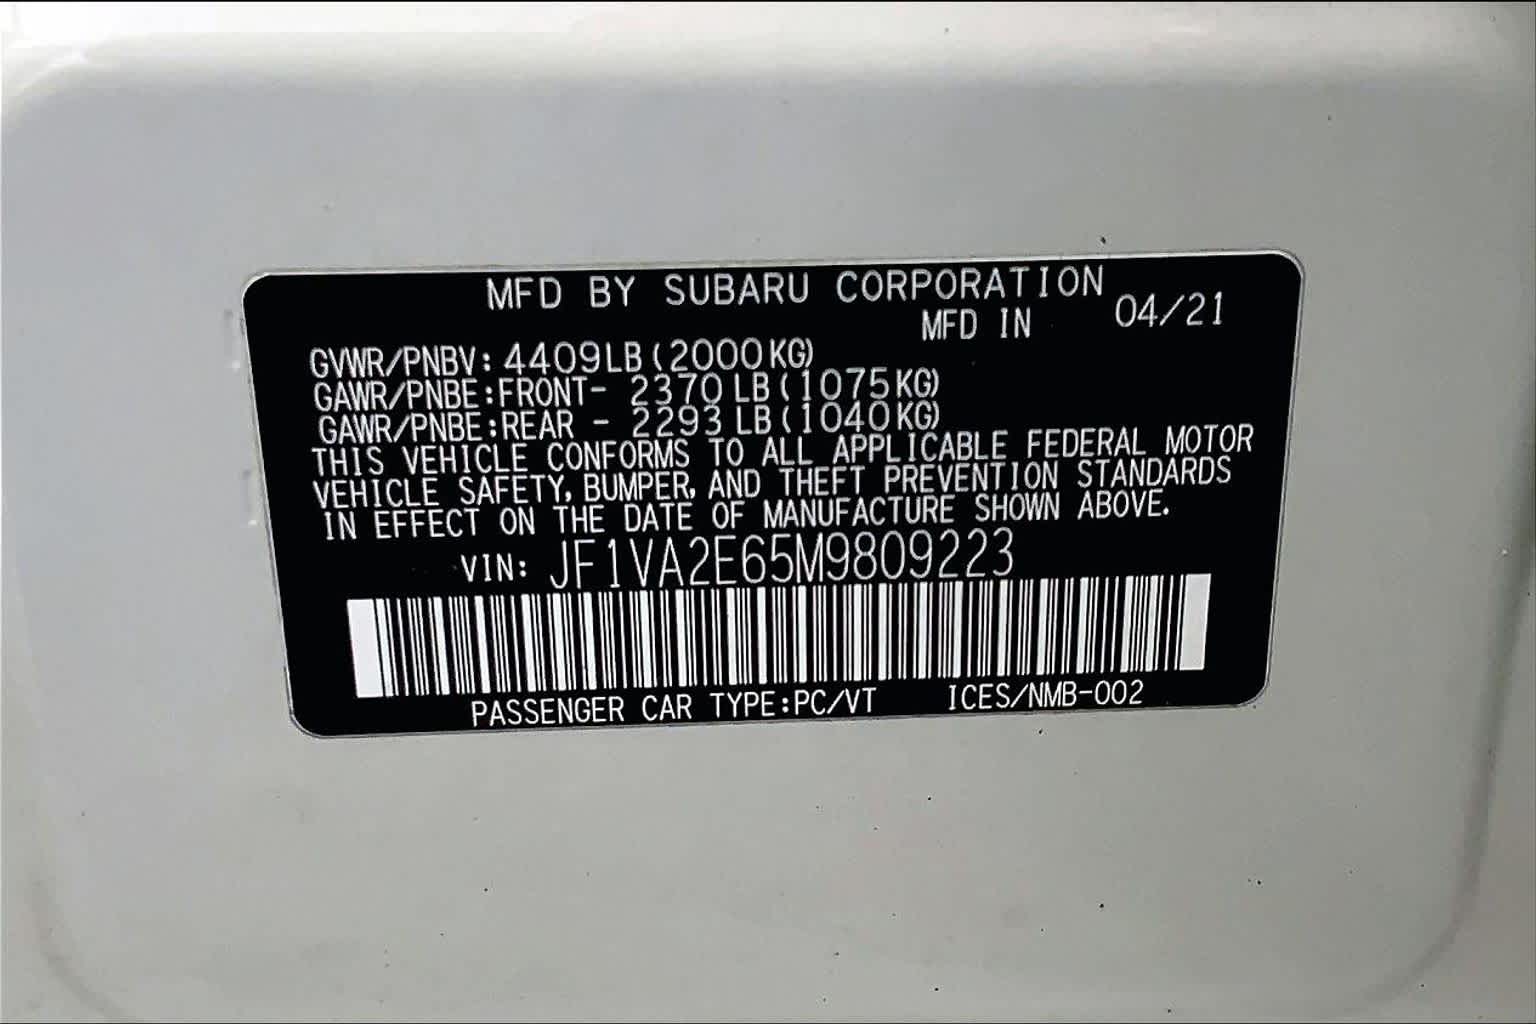 MFD BY SUBARU CORPORATION
MFD IN 04/21
GVWR/PNBV: 4409LB(2000KG)
GAWR/PNBE:FRONT- 2370 LB(1075KG)
GAWR/PNBE:REAR - 2293 LB(1040KG)
THIS VEHICLE CONFORMS TO ALL APPLICABLE FEDERAL MOTOR
VEHICLE SAFETY, BUMPER, AND THEFT PREVENTION STANDARDS
IN EFFECT ON THE DATE OF MANUFACTURE SHOWN ABOVE.
VIN: JF1VA2E65M9809223
PASSENGER CAR TYPE:PC/VT ICES/NMB-002